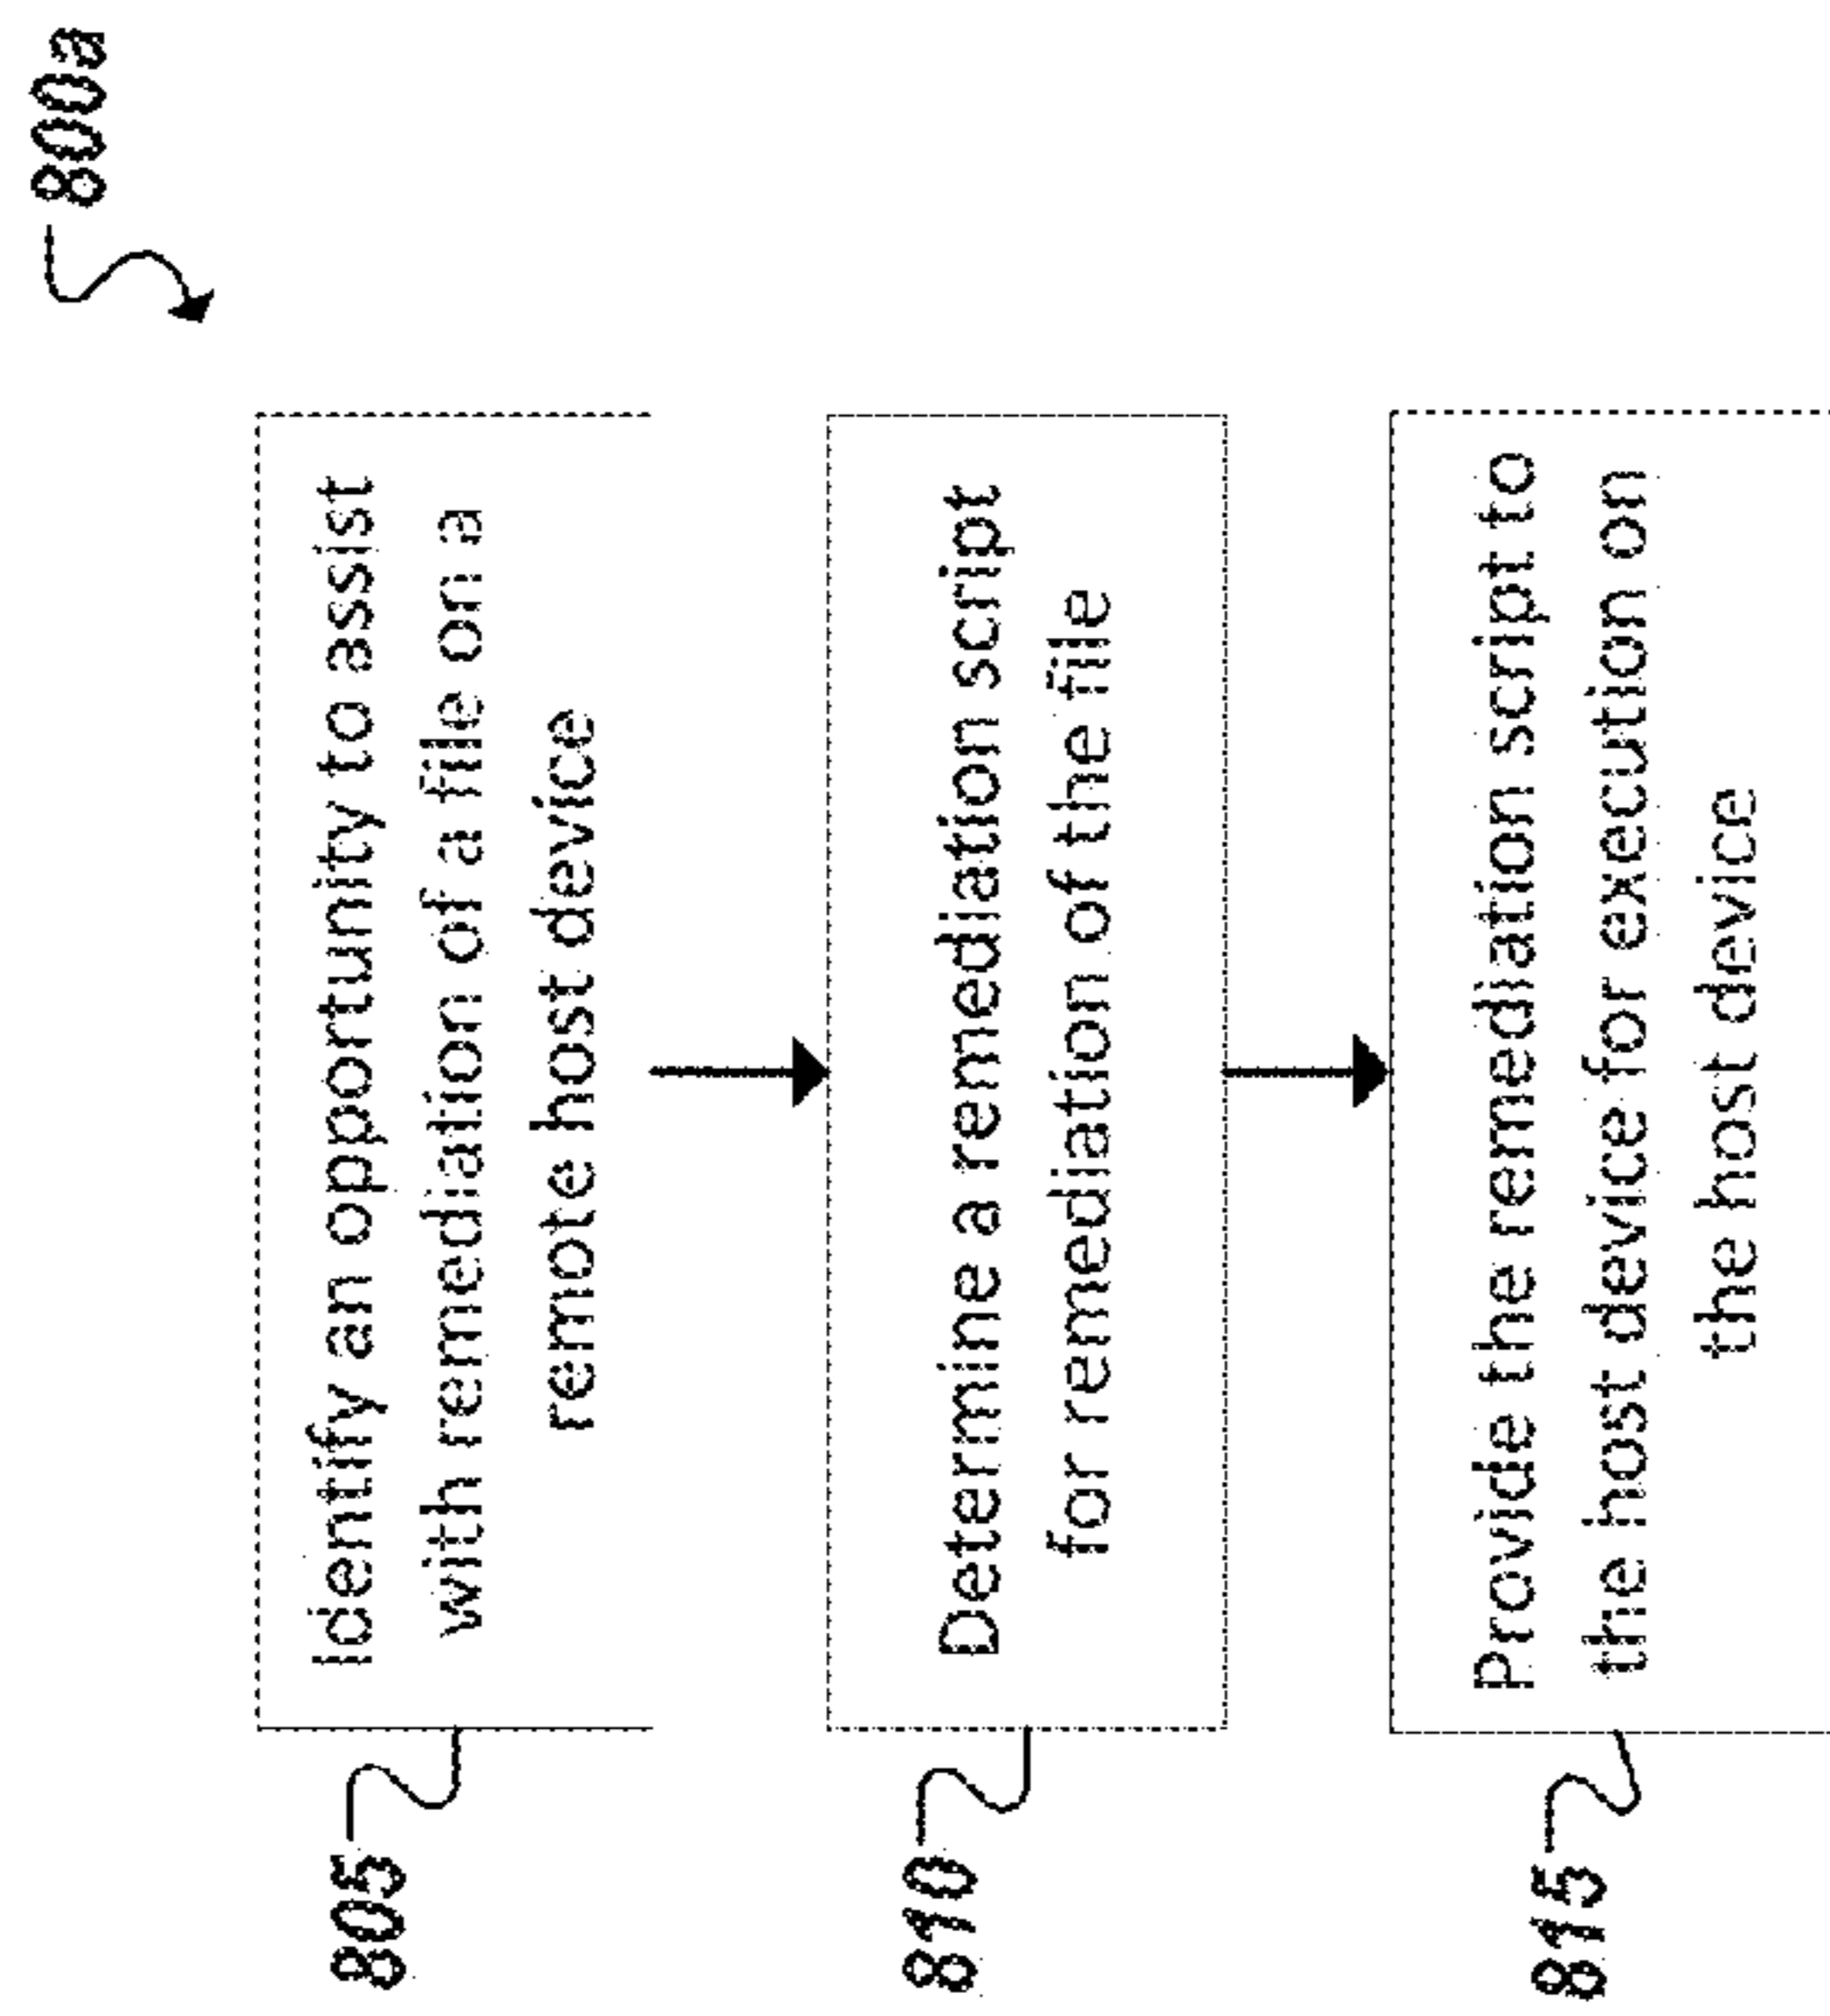 800a
Identify an opportunity to assist
with remediation of a file on a
remote host device
805
Determine a remediation script
for remediation of the file
810
Provide the remediation script to
the host device for execution on
the host device
815